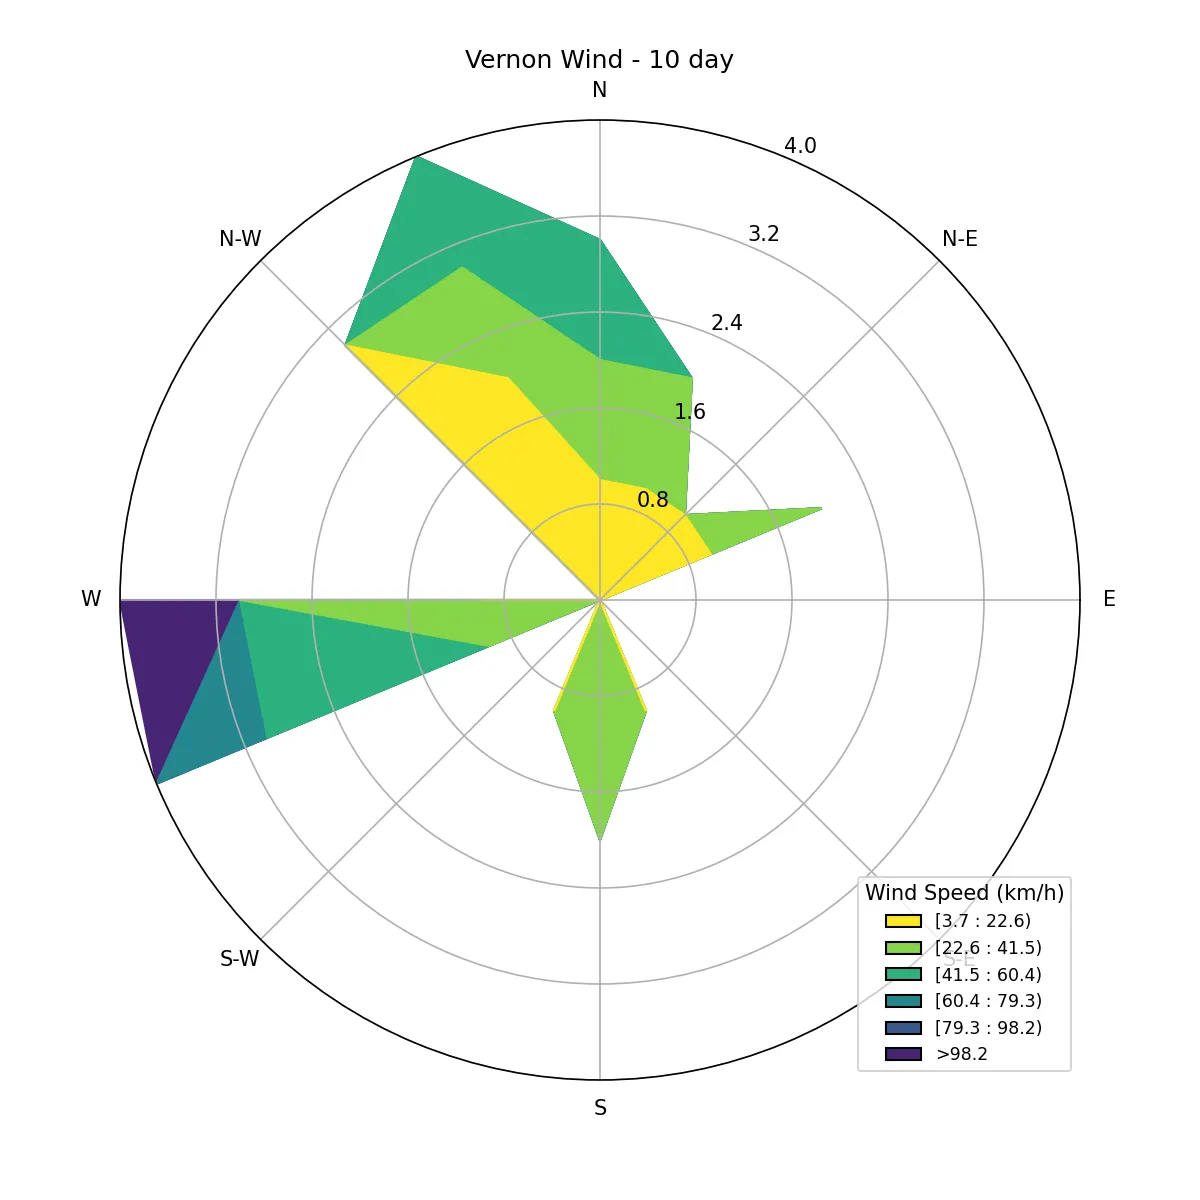 Vernon Wind - 10 day
N
4.0
3.2
N-W
N-E
2.4
1.6
0.8
W
E
Wind Speed (km/h)
[3.7 : 22.6)
[22.6 : 41.5)
S-W
S-E
[41.5 : 60.4)
[60.4 : 79.3)
[79.3 : 98.2)
>98.2
S